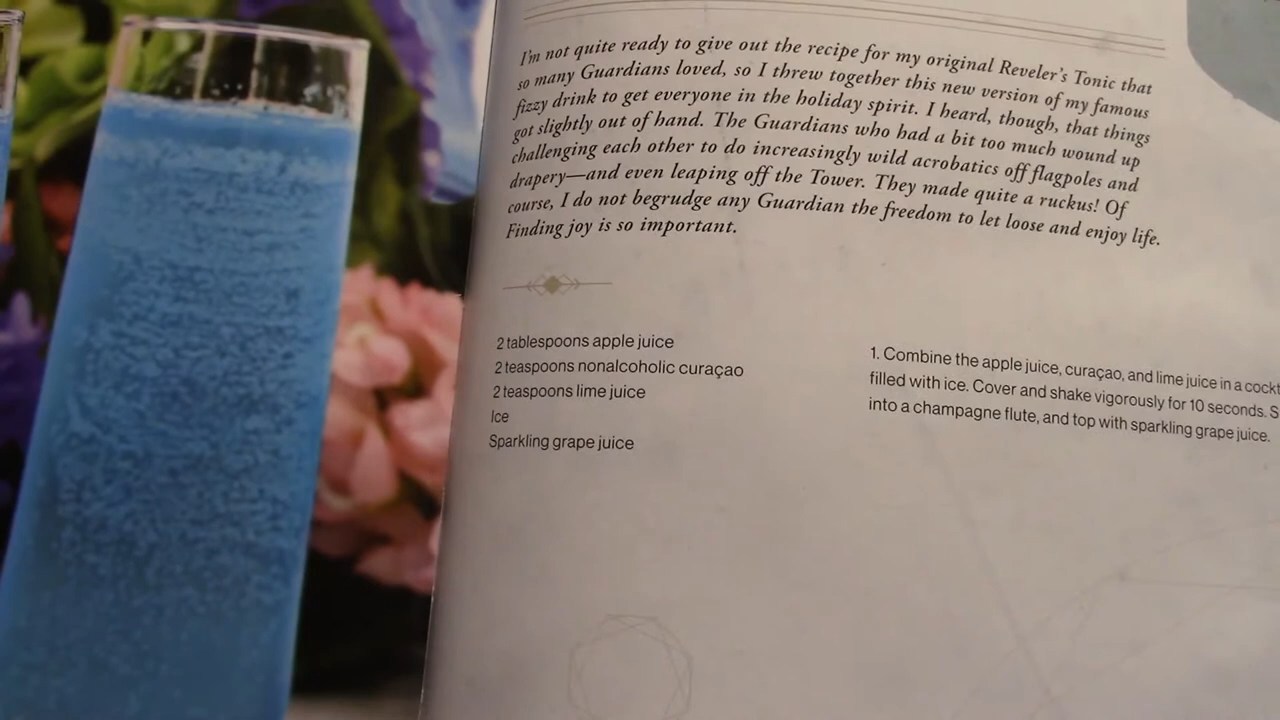 I'm not quite ready to give out the recipe for my original Reveler's Tonic that
so many Guardians loved, so I threw together this new version of my famous
fizzy drink to get everyone in the holiday spirit. I heard, though, that things
got slightly out of hand. The Guardians who had a bit too much wound up
challenging each other to do increasingly wild acrobatics off flagpoles and
drapery—and even leaping off the Tower. They made quite a ruckus! Of
course, I do not begrudge any Guardian the freedom to let loose and enjoy life.
Finding joy is so important.
2 tablespoons apple juice
2 teaspoons nonalcoholic curaçao
2 teaspoons lime juice
Ice
Sparkling grape juice
1. Combine the apple juice, curaçao, and lime juice in a
filled with ice. Cover and shake vigorously for 10 seconds.
into a champagne flute, and top with sparkling grape juice.